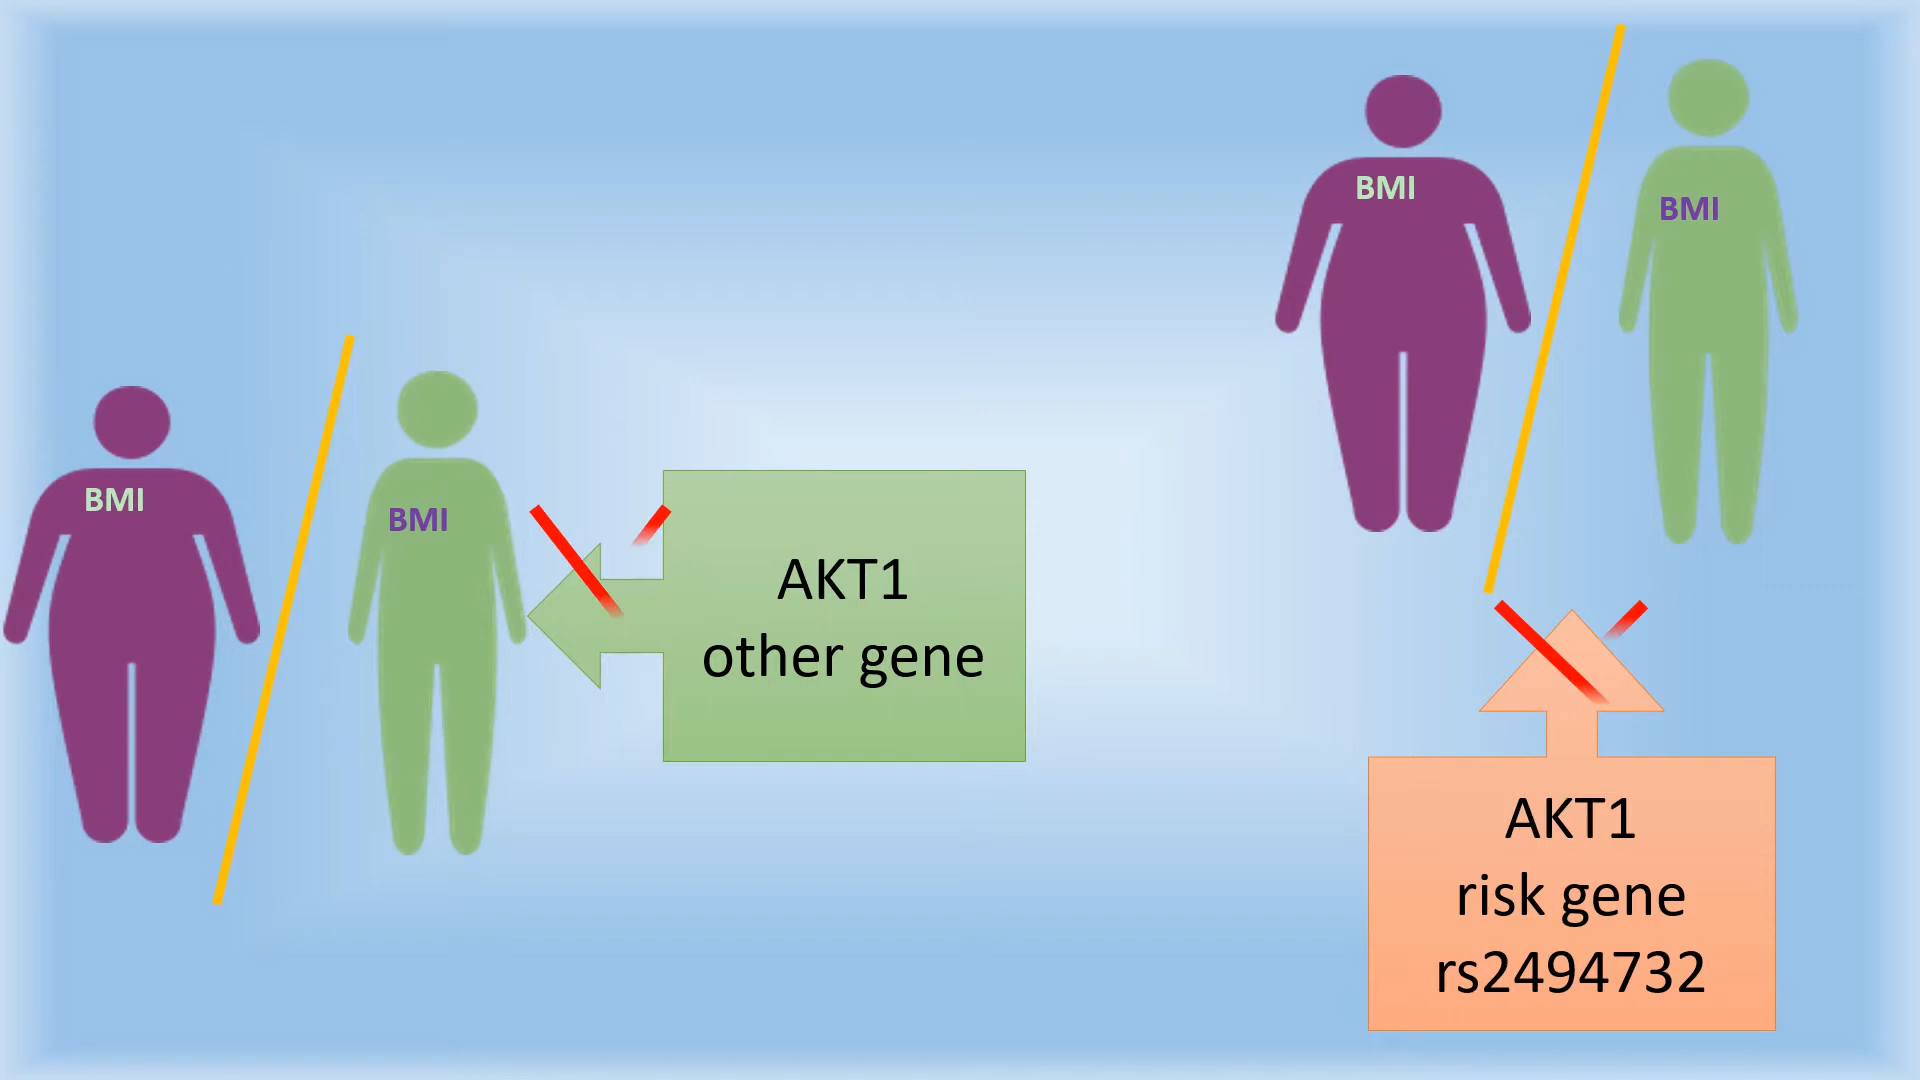 BMI
BMI
BMI
BMI
AKT1
other gene
AKT1
risk gene
rs2494732